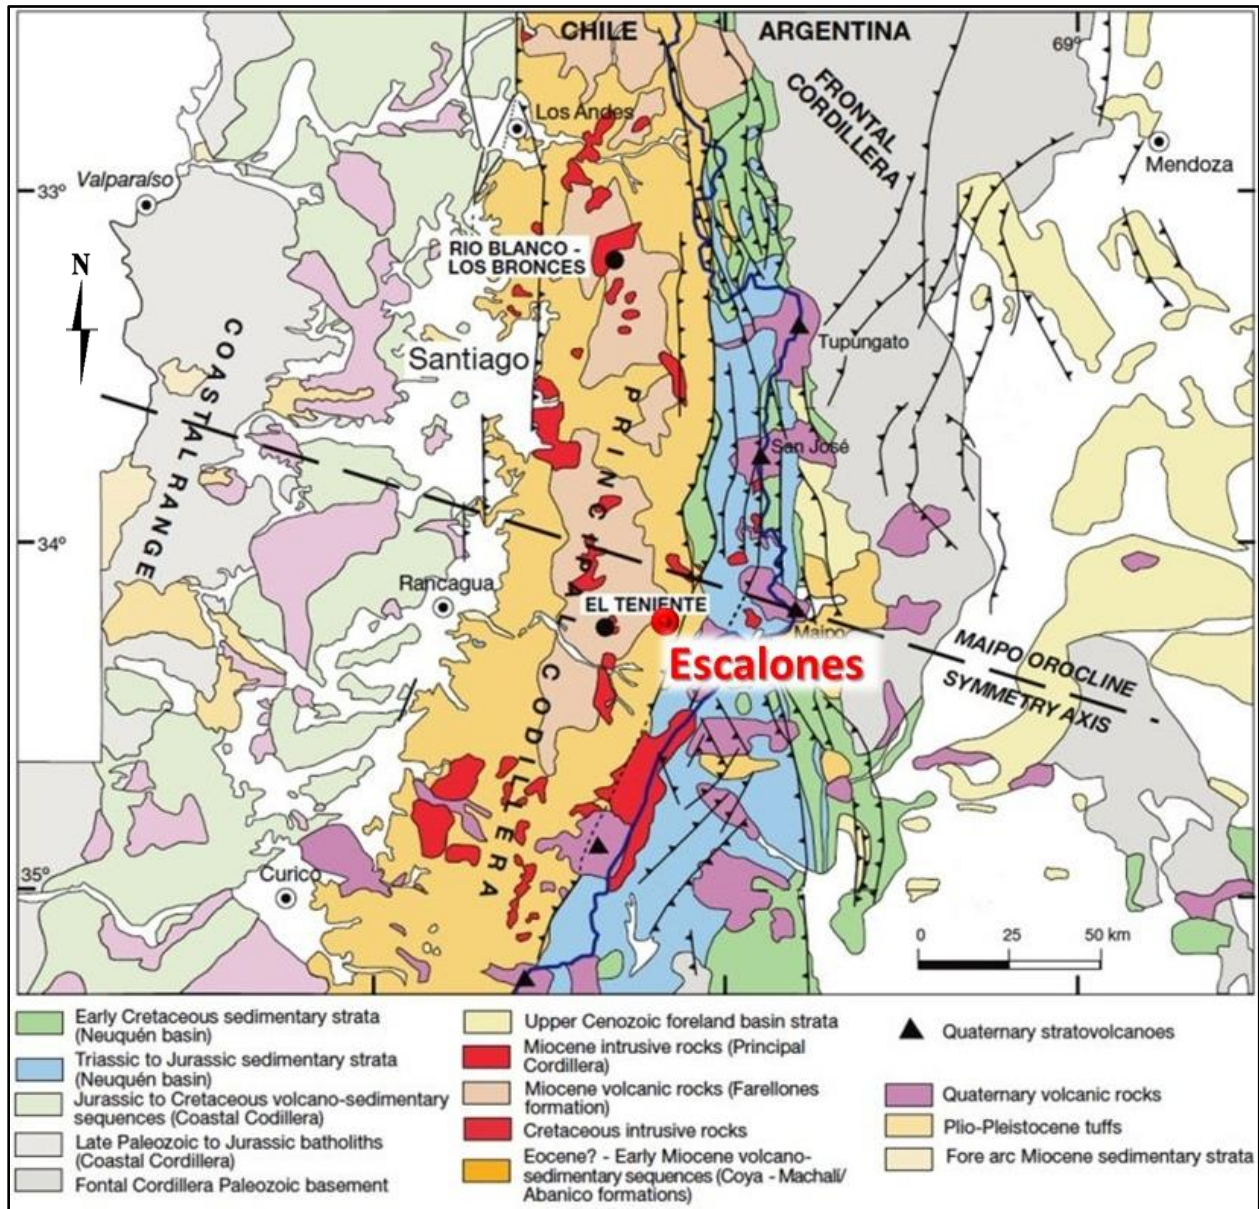 CHILE
ARGENTINA
69º
FRONTAL
CORDILLERA
Los Andes
Mendoza
33º
Valparaíso
RIO BLANCO -
LOS BRONCES
N
COASTAL RANGE
Santiago
Tupungato
PRINCIPAL CODILLERA
San José
34º
Rancagua
EL TENIENTE
Maipo
Escalones
MAIPO OROCLINE
SYMMETRY AXIS
35º
Curicó
0 25 50 km
Early Cretaceous sedimentary strata
(Neuquén basin)
Triassic to Jurassic sedimentary strata
(Neuquén basin)
Jurassic to Cretaceous volcano-sedimentary
sequences (Coastal Codillera)
Late Paleozoic to Jurassic batholiths
(Coastal Cordillera)
Fontal Cordillera Paleozoic basement
Upper Cenozoic foreland basin strata
Miocene intrusive rocks (Principal
Cordillera)
Miocene volcanic rocks (Farellones
formation)
Cretaceous intrusive rocks
Eocene? - Early Miocene volcano-
sedimentary sequences (Coya - Machalí/
Abanico formations)
Quaternary stratovolcanoes
Quaternary volcanic rocks
Plio-Pleistocene tuffs
Fore arc Miocene sedimentary strata